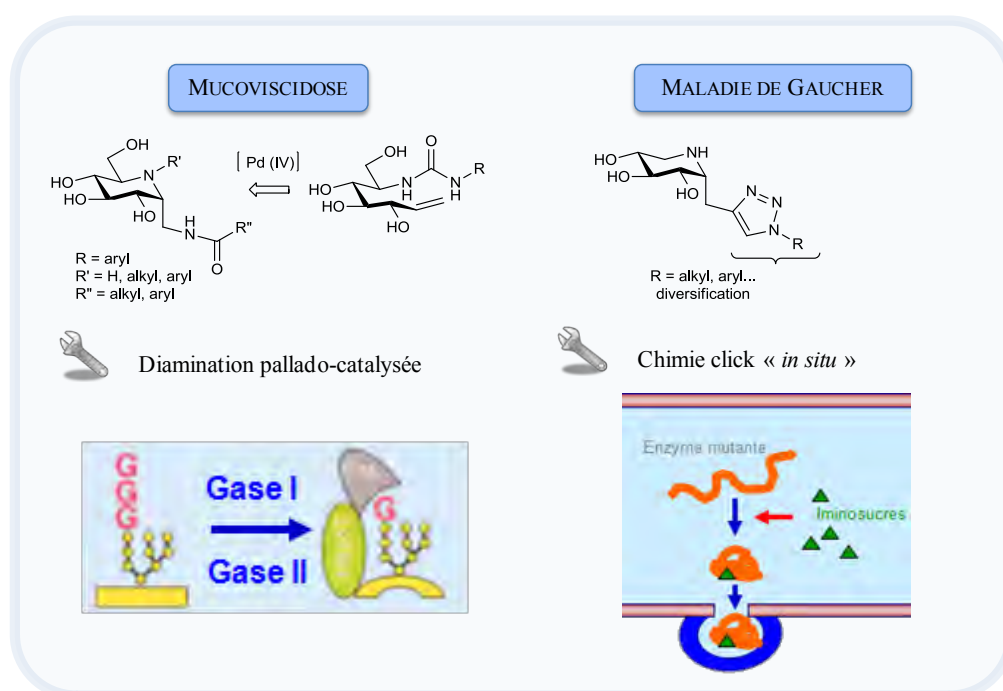 MUCOVISCIDOSE
MALADIE DE GAUCHER
OH
R'
HO
N
HO
HO
HO
H
N
R"
O
R = aryl
R' = H, alkyl, aryl
R" = alkyl, aryl
[ Pd (IV) ]
OH
O
HO
N
H
N
H
R
HO
HO
HO
NH
HO
HO
N
N
N
R
R = alkyl, aryl...
diversification
Diamination pallado-catalysée
Chimie click « in situ »
G
G
G
Gase I
Gase II
G
Enzyme mutante
Iminosucres